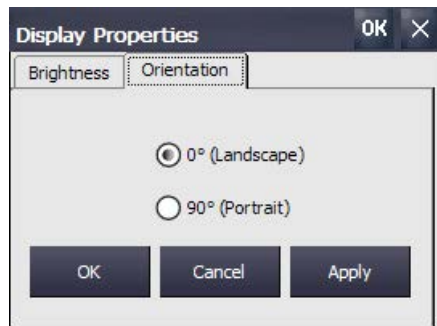 Display Properties OK ×
Brightness Orientation
0° (Landscape)
90° (Portrait)
OK Cancel Apply